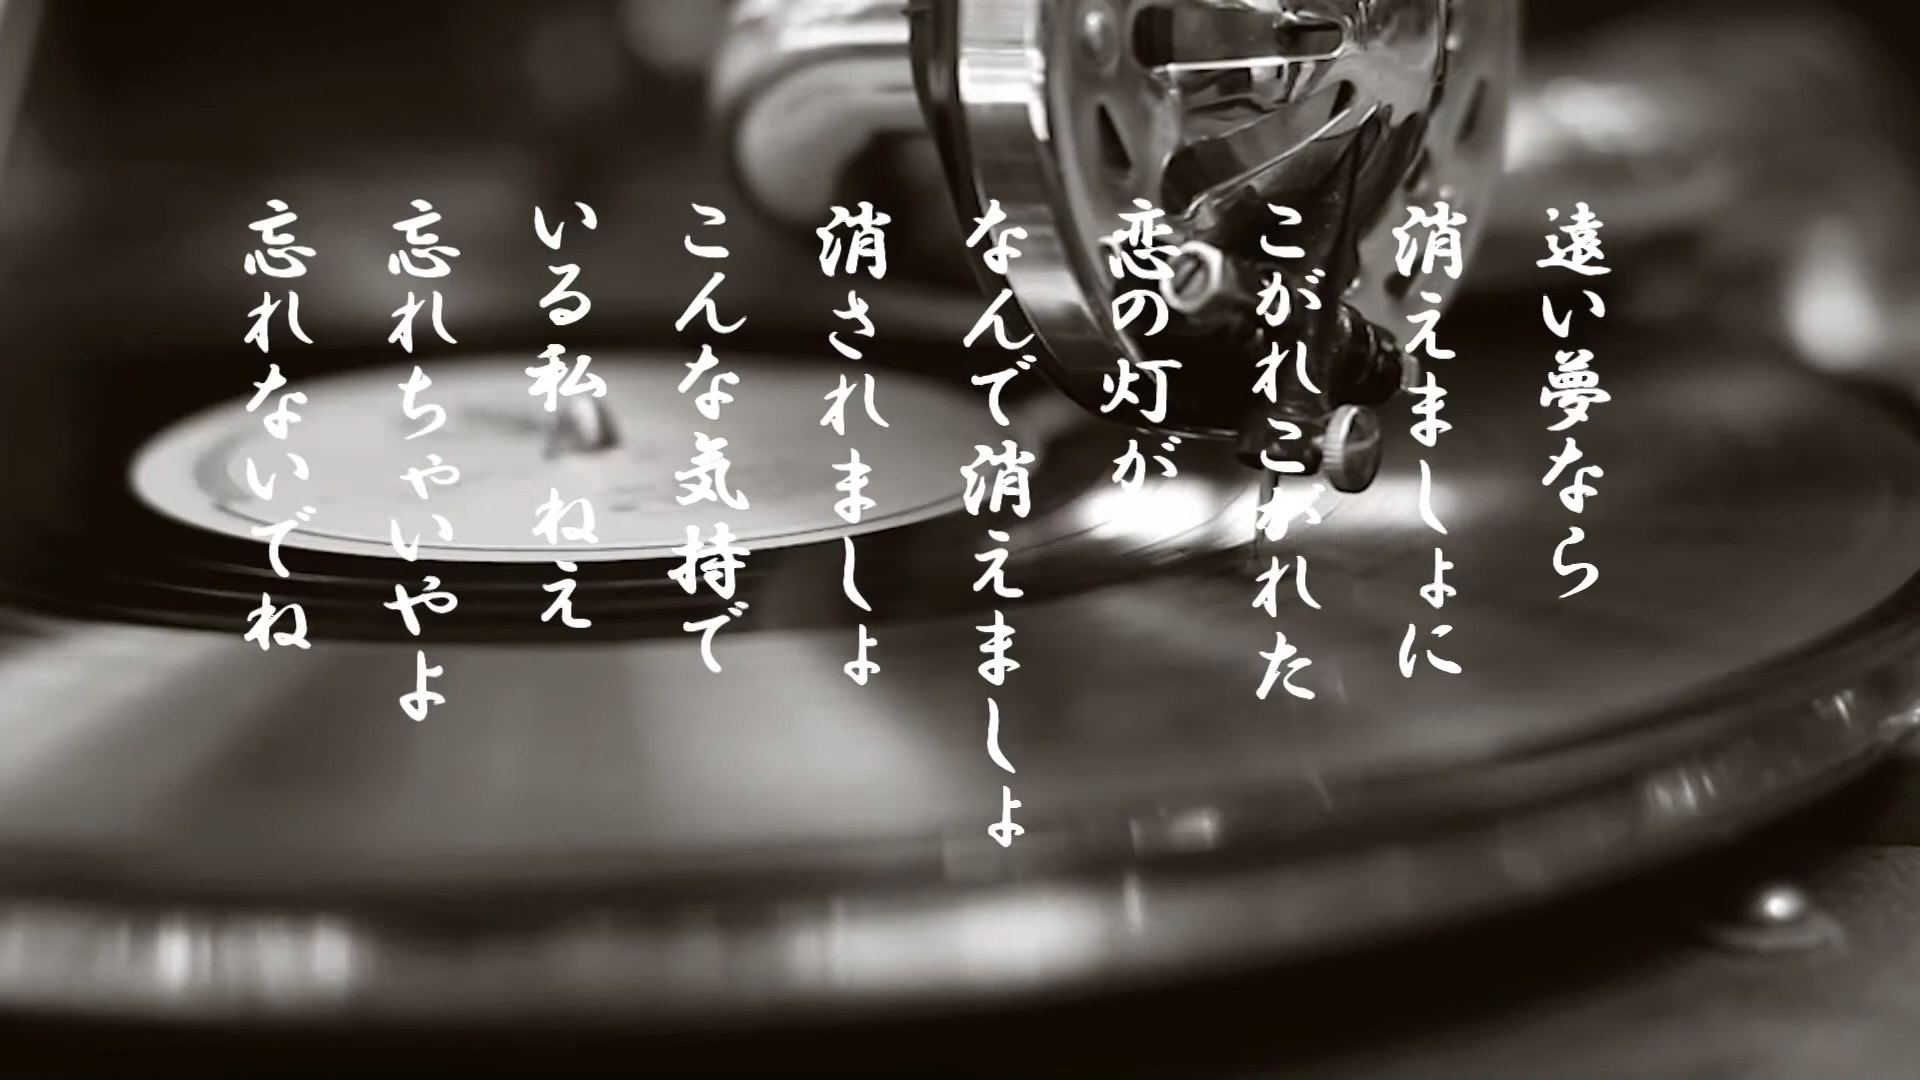 遠い夢なら
消えましょに
こがれこがれた
恋の灯が
なんで消えましょ
消されましょ
こんな気持で
いる私　ねえ
忘れちゃいやよ
忘れないでね